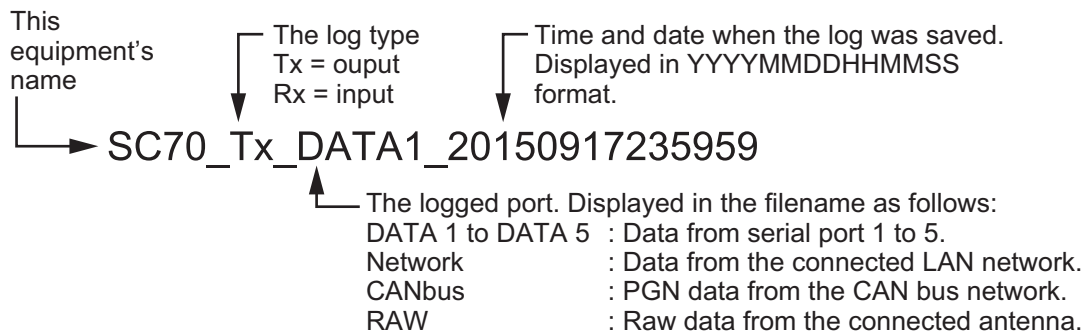 This
equipment's
name
The log type
Tx = ouput
Rx = input
Time and date when the log was saved.
Displayed in YYYYMMDDHHMMSS
format.
SC70_Tx_DATA1_20150917235959
The logged port. Displayed in the filename as follows:
DATA 1 to DATA 5 : Data from serial port 1 to 5.
Network : Data from the connected LAN network.
CANbus : PGN data from the CAN bus network.
RAW : Raw data from the connected antenna.